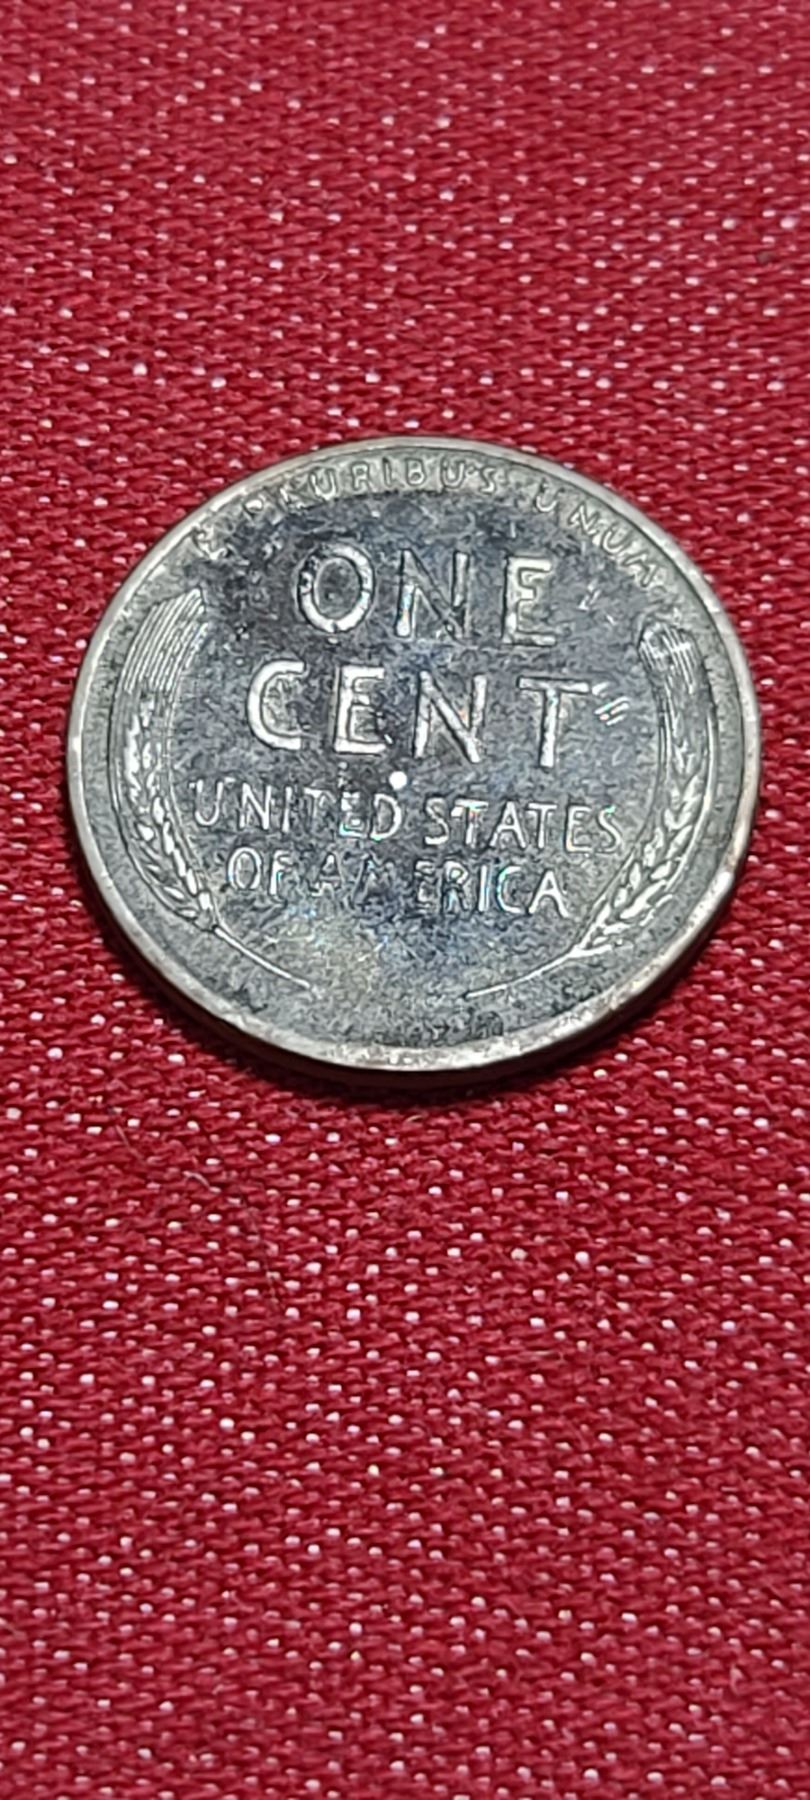 E PLURIBUS UNUM
ONE
CENT
UNITED STATES
OF AMERICA